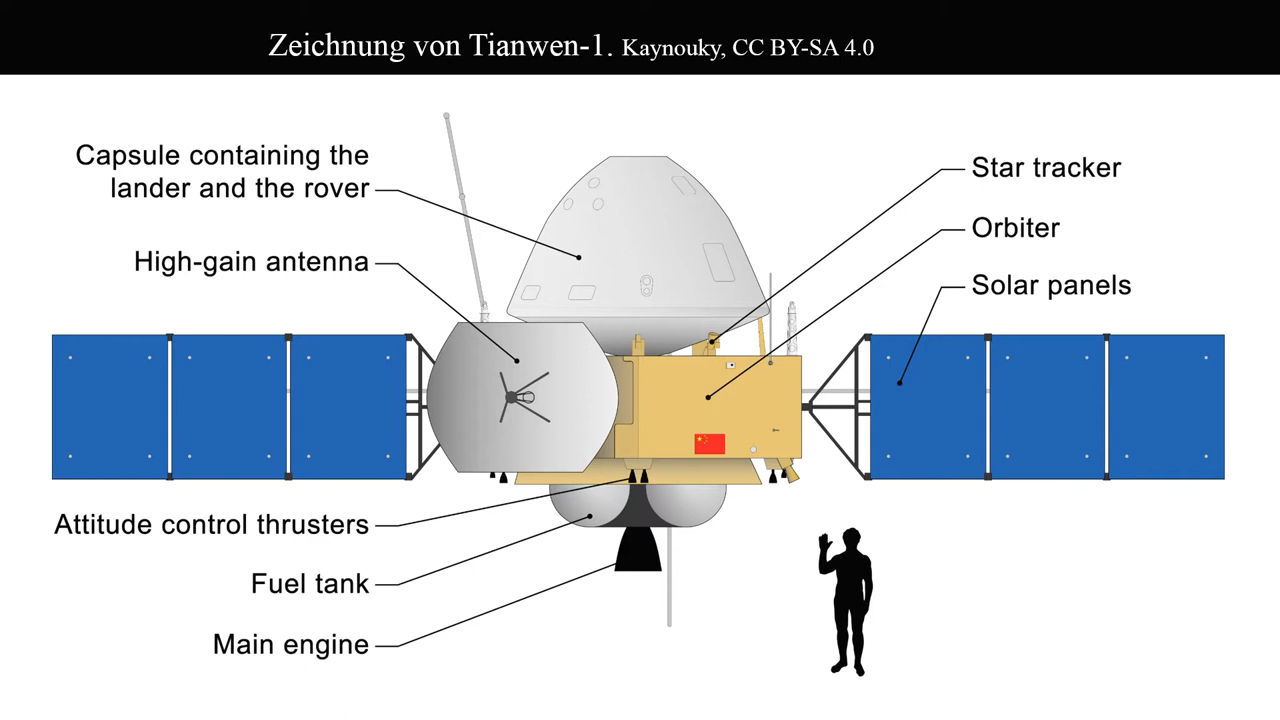 Zeichnung von Tianwen-1. Kaynouky, CC BY-SA 4.0
Capsule containing the
lander and the rover
High-gain antenna
Star tracker
Orbiter
Solar panels
Attitude control thrusters
Fuel tank
Main engine